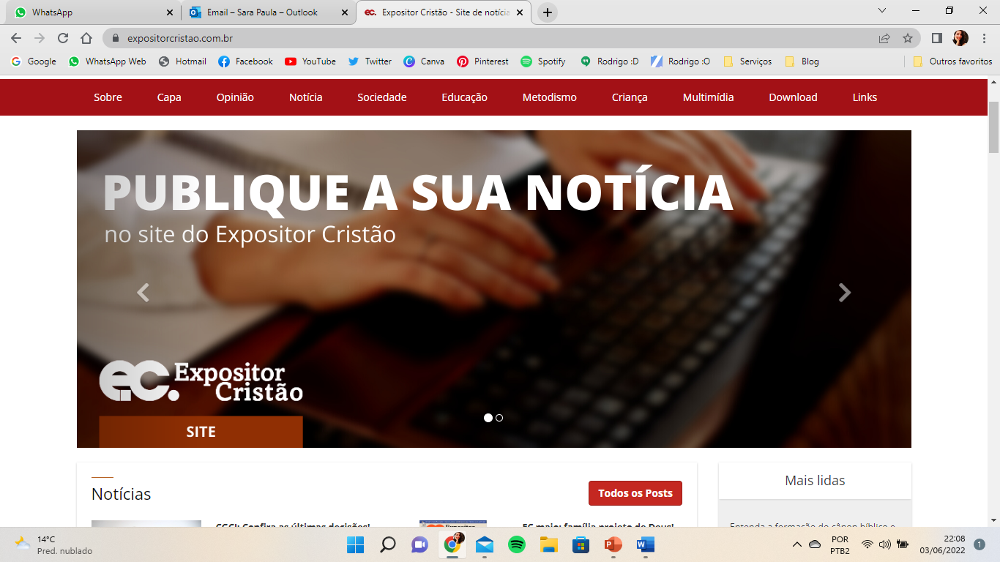 WhatsApp
Email – Sara Paula – Outlook
Expositor Cristão - Site de notícia
expositorcristao.com.br
Google
WhatsApp Web
Hotmail
Facebook
YouTube
Twitter
Canva
Pinterest
Spotify
Rodrigo :D
Rodrigo :O
Serviços
Blog
Outros favoritos
Sobre
Capa
Opinião
Notícia
Sociedade
Educação
Metodismo
Criança
Multimídia
Download
Links
PUBLIQUE A SUA NOTÍCIA
no site do Expositor Cristão
ec. Expositor
Cristão
SITE
Notícias
Todos os Posts
Mais lidas
CGCJ: Confira as últimas decisões!
Expositor
EC maio: família projeto de Deus!
Entenda a formação do cânon bíblico e
14°C
Pred. nublado
POR
PTB2
22:08
03/06/2022
1